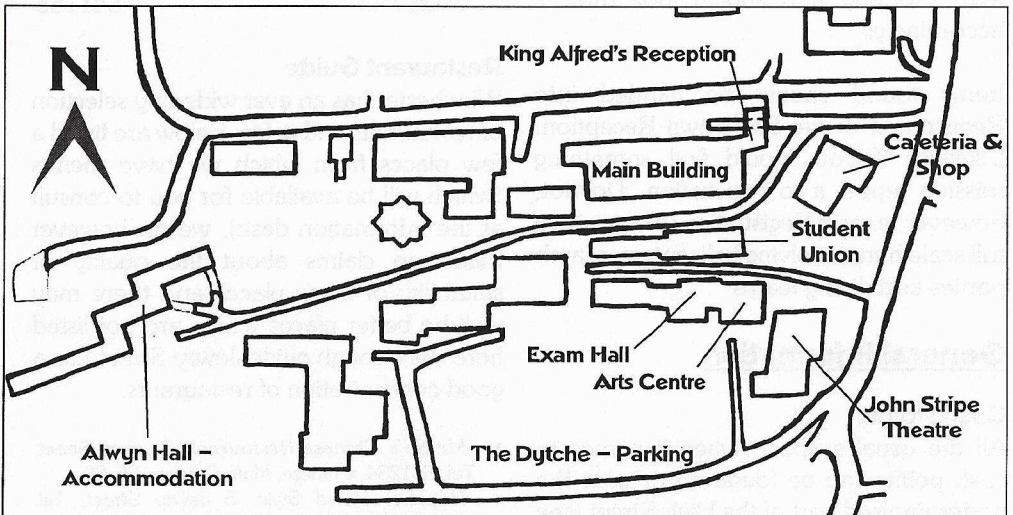 N
King Alfred's Reception
Main Building
Cafeteria &
Shop
Student
Union
Exam Hall
Arts Centre
John Stripe
Theatre
Alwyn Hall -
Accommodation
The Dytche - Parking